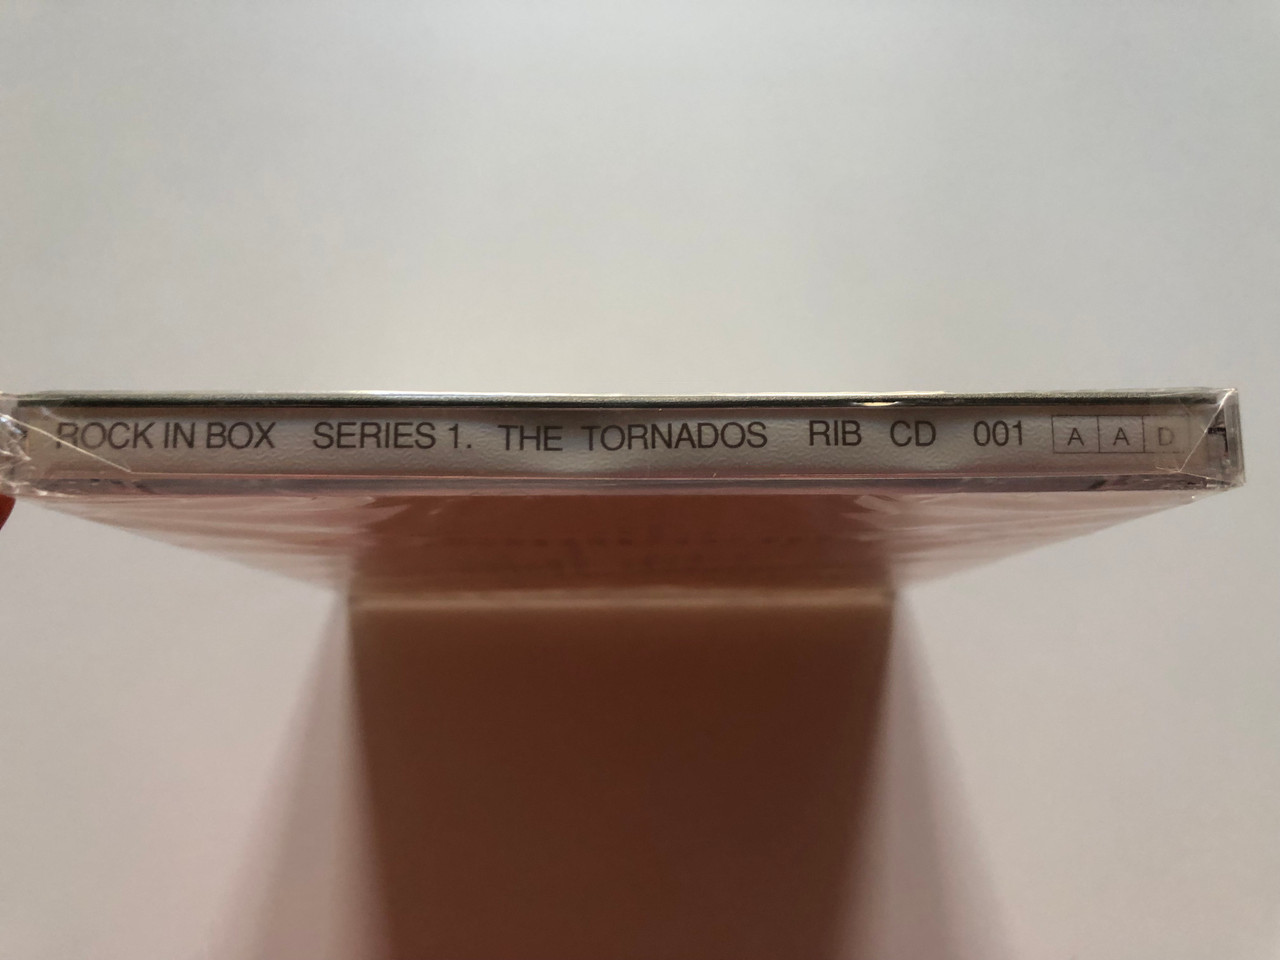 ROCK IN BOX SERIES 1. THE TORNADOS RIB CD 001 A A D